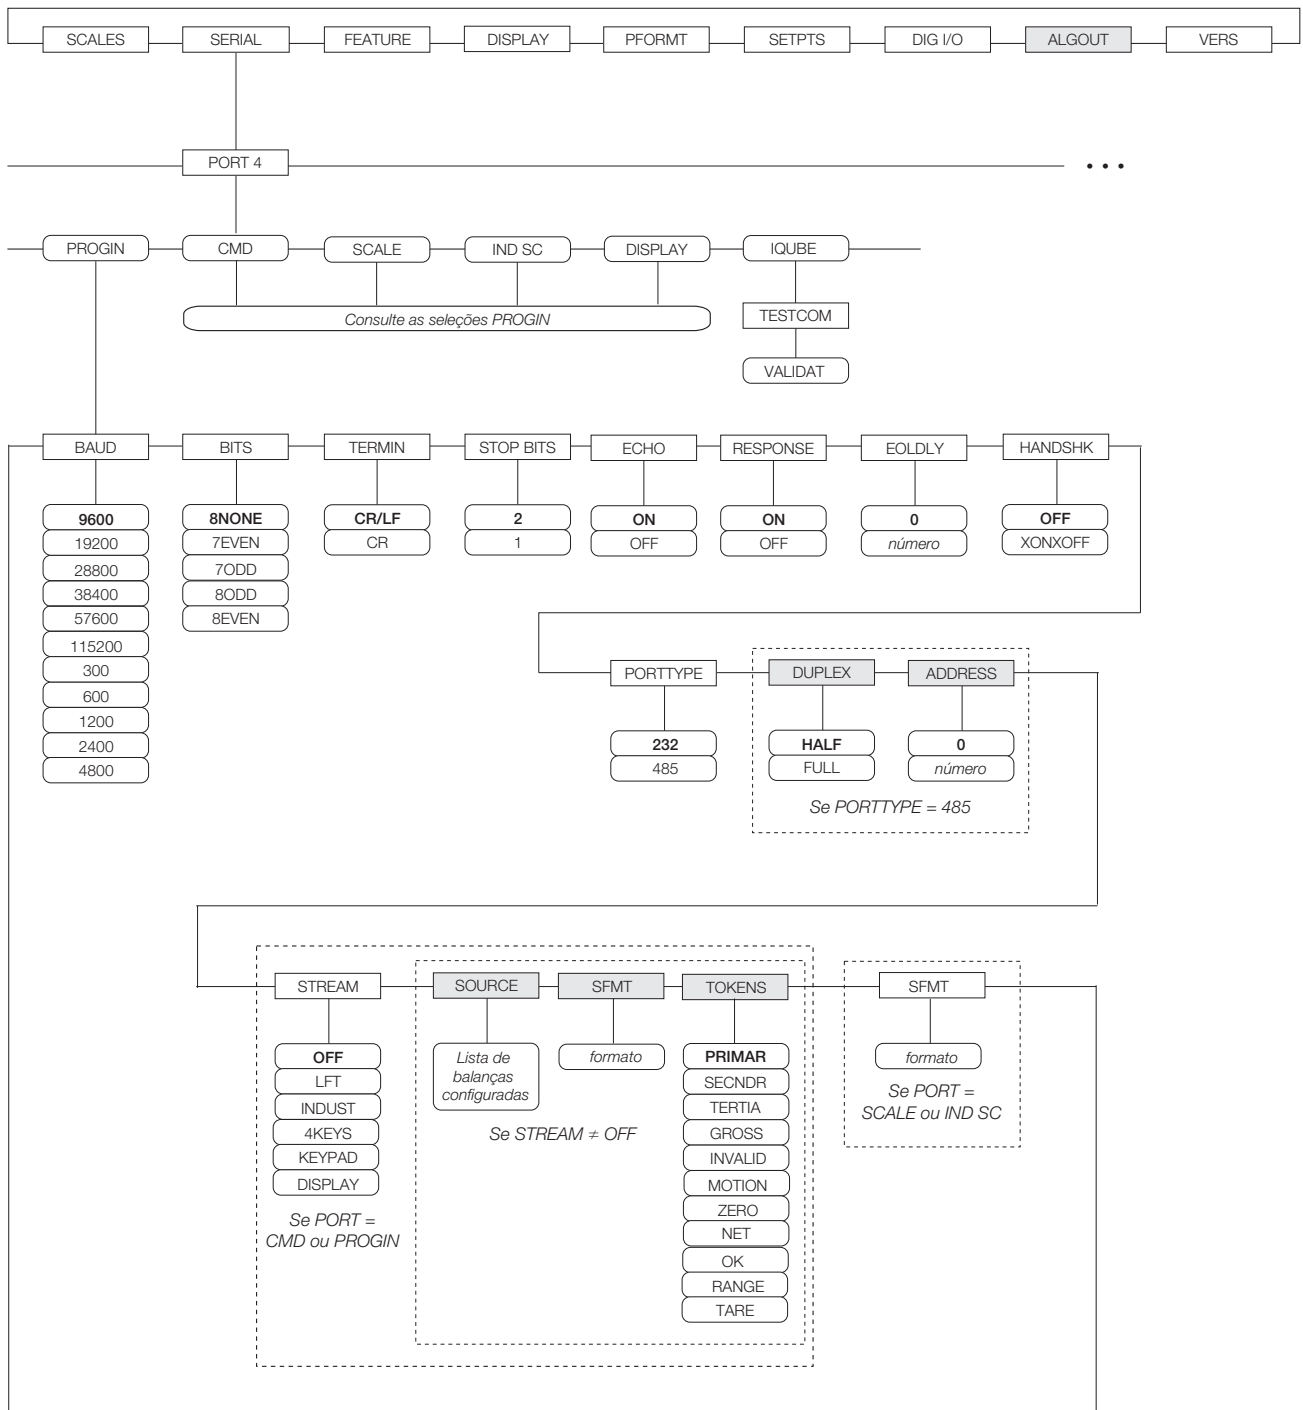 SCALES SERIAL FEATURE DISPLAY PFORMT SETPTS DIG I/O ALGOUT VERS
PORT 4
• • •
PROGIN CMD SCALE IND SC DISPLAY IQUBE
Consulte as seleções PROGIN
TESTCOM
VALIDAT
BAUD BITS TERMIN STOP BITS ECHO RESPONSE EOLDLY HANDSHK
9600 8NONE CR/LF 2 ON ON 0 OFF
19200 7EVEN CR 1 OFF OFF número XONXOFF
28800 7ODD
38400 8ODD
57600 8EVEN
115200
300
600
1200
2400
4800
PORTTYPE DUPLEX ADDRESS
232 HALF 0
485 FULL número
Se PORTTYPE = 485
STREAM SOURCE SFMT TOKENS SFMT
OFF
LFT
INDUST
4KEYS
KEYPAD
DISPLAY
Se PORT =
CMD ou PROGIN
Lista de
balanças
configuradas
formato
Se STREAM ≠ OFF
PRIMAR
SECNDR
TERTIA
GROSS
INVALID
MOTION
ZERO
NET
OK
RANGE
TARE
formato
Se PORT =
SCALE ou IND SC